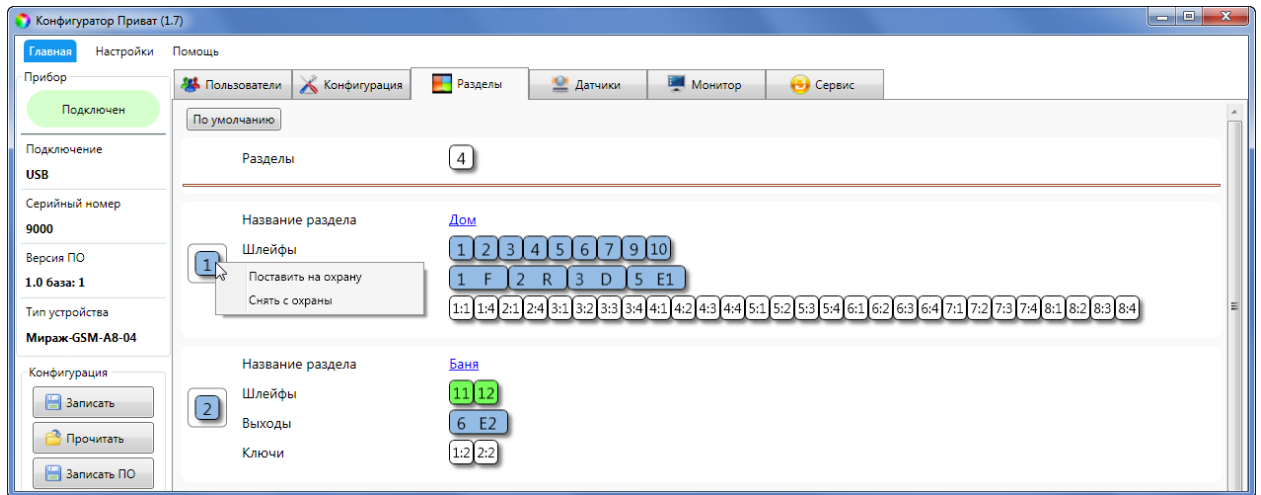 Конфигуратор Приват (1.7)
Главная Настройки Помощь
Прибор
Подключен
Подключение
USB
Серийный номер
9000
Версия ПО
1.0 база: 1
Тип устройства
Мираж-GSM-A8-04
Конфигурация
Записать
Прочитать
Записать ПО
Пользователи Конфигурация Разделы Датчики Монитор Сервис
По умолчанию
Разделы 4
Название раздела Дом
1
Шлейфы 1 2 3 4 5 6 7 9 10
Поставить на охрану
Снять с охраны
1 F 2 R 3 D 5 E1
1:1 1:4 2:1 2:4 3:1 3:2 3:3 3:4 4:1 4:2 4:3 4:4 5:1 5:2 5:3 5:4 6:1 6:2 6:3 6:4 7:1 7:2 7:3 7:4 8:1 8:2 8:3 8:4
Название раздела Баня
2
Шлейфы 11 12
Выходы 6 E2
Ключи 1:2 2:2